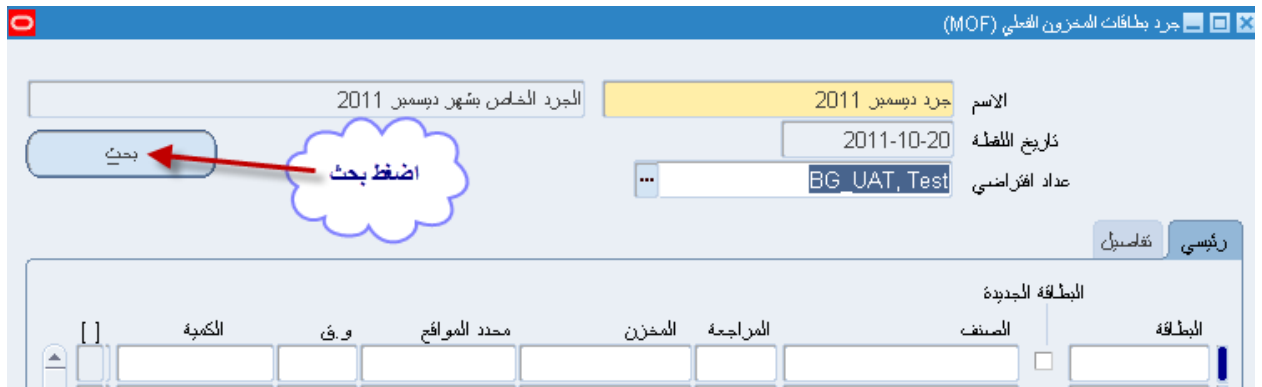 جرد بطاقات المخزون الفعلي (MOF)
الاسم جرد ديسمبر 2011 الجرد الخاص بشهر ديسمبر 2011
تاريخ اللقطة 2011-10-20
بحث
اضغط بحث
عداد افتراضي BG_UAT, Test ...
رئيسي تفاصيل
البطاقة الجديدة
البطاقة الصنف المراجعة المخزن محدد المواقع و.ق الكمية [ ]